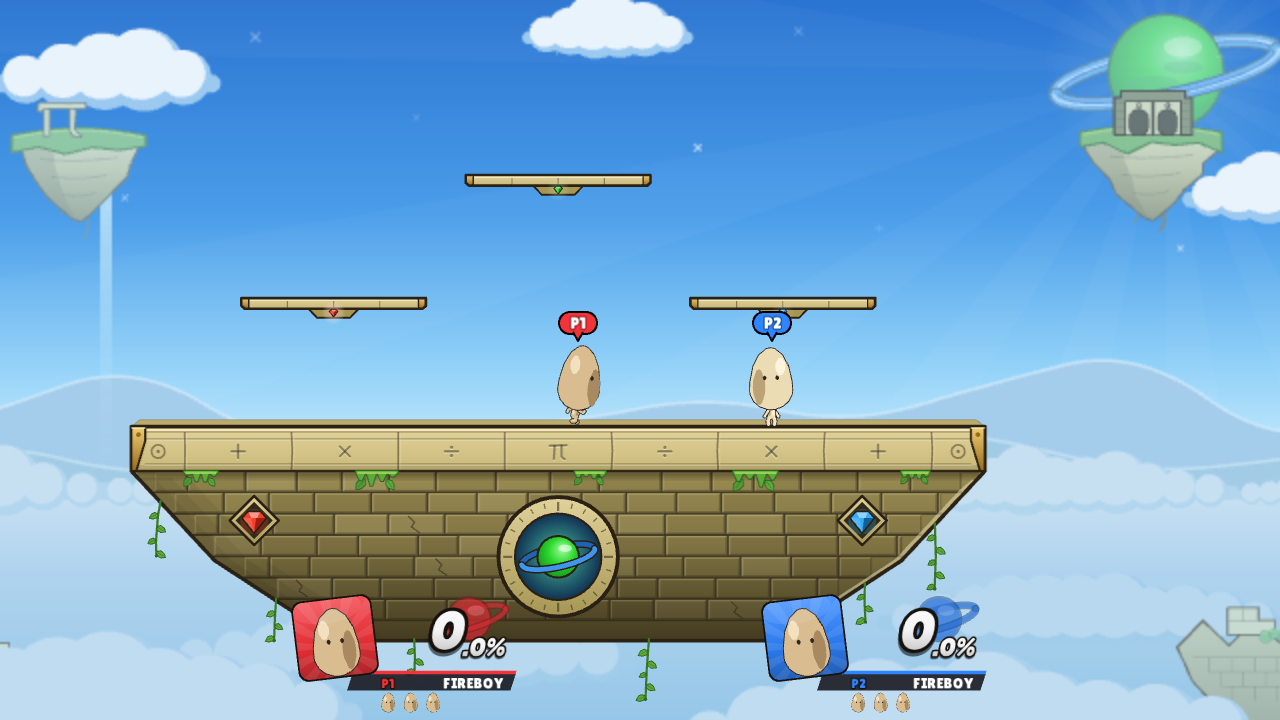 P1
P2
+ × ÷ π ÷ × +
0.0%
P1 FIREBOY
0.0%
P2 FIREBOY